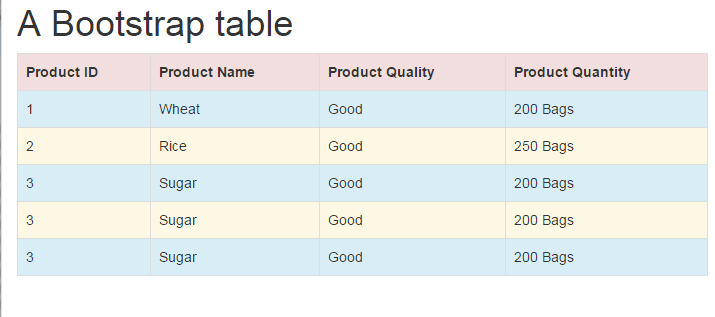 A Bootstrap table
Product ID Product Name Product Quality Product Quantity
1 Wheat Good 200 Bags
2 Rice Good 250 Bags
3 Sugar Good 200 Bags
3 Sugar Good 200 Bags
3 Sugar Good 200 Bags